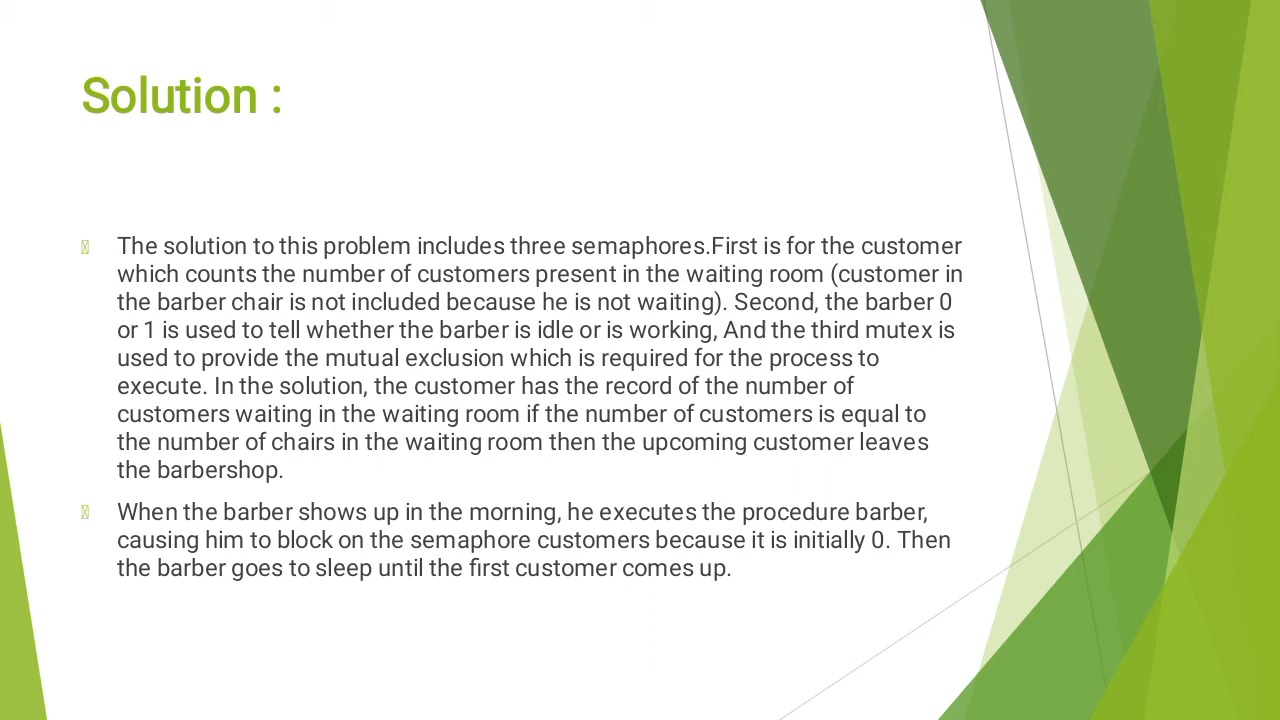 Solution :
The solution to this problem includes three semaphores.First is for the customer
which counts the number of customers present in the waiting room (customer in
the barber chair is not included because he is not waiting). Second, the barber 0
or 1 is used to tell whether the barber is idle or is working, And the third mutex is
used to provide the mutual exclusion which is required for the process to
execute. In the solution, the customer has the record of the number of
customers waiting in the waiting room if the number of customers is equal to
the number of chairs in the waiting room then the upcoming customer leaves
the barbershop.
When the barber shows up in the morning, he executes the procedure barber,
causing him to block on the semaphore customers because it is initially 0. Then
the barber goes to sleep until the first customer comes up.